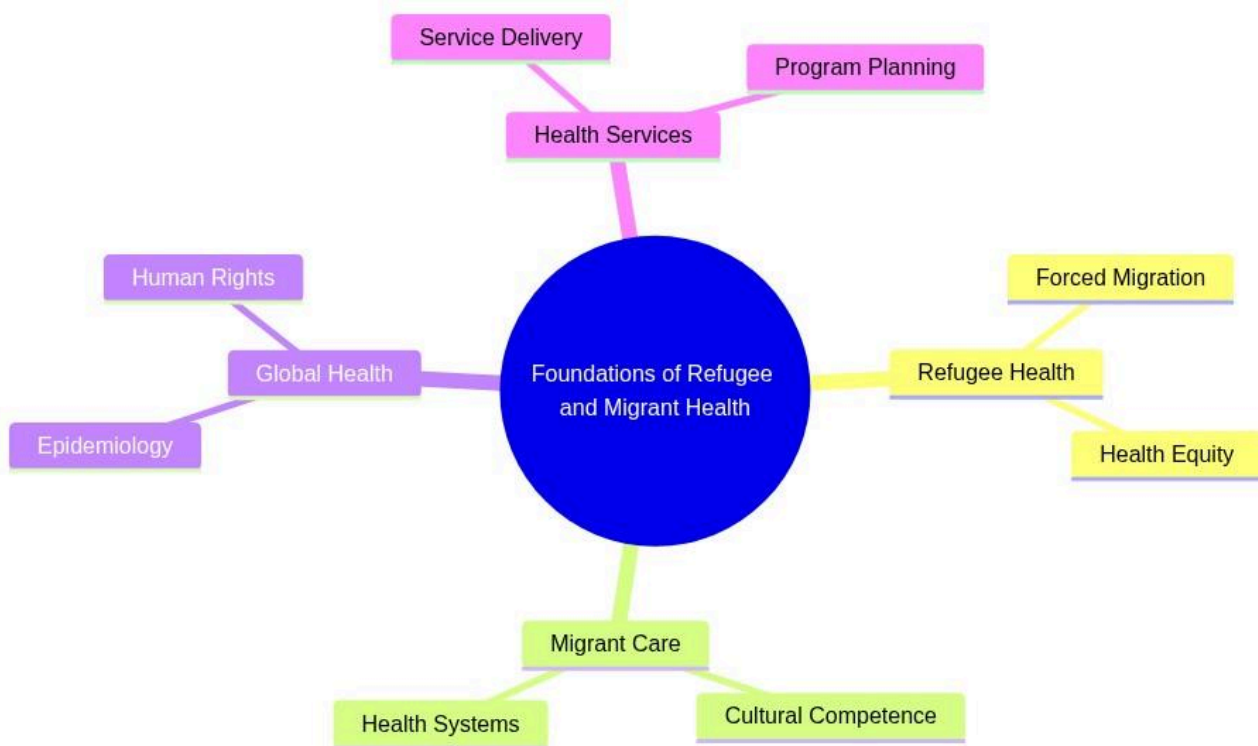 Service Delivery
Program Planning
Health Services
Human Rights
Forced Migration
Global Health
Foundations of Refugee
and Migrant Health
Refugee Health
Epidemiology
Health Equity
Migrant Care
Health Systems
Cultural Competence